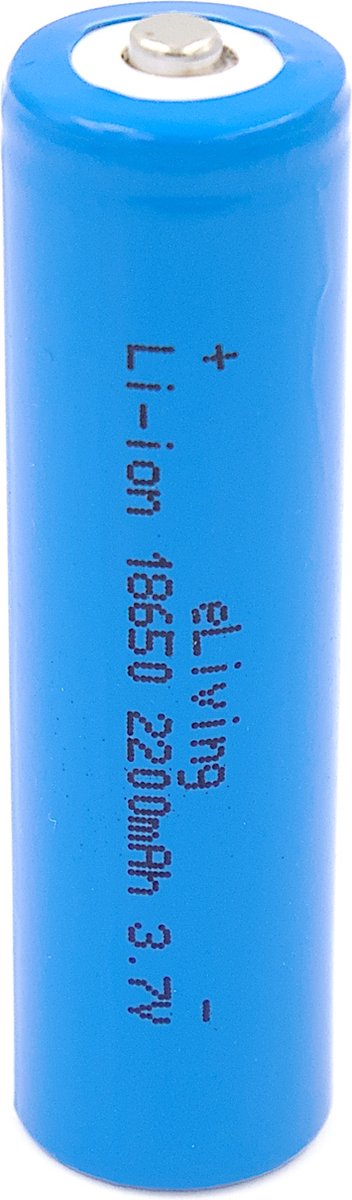 + eLiving -
Li-ion 18650 2200mAh 3.7V